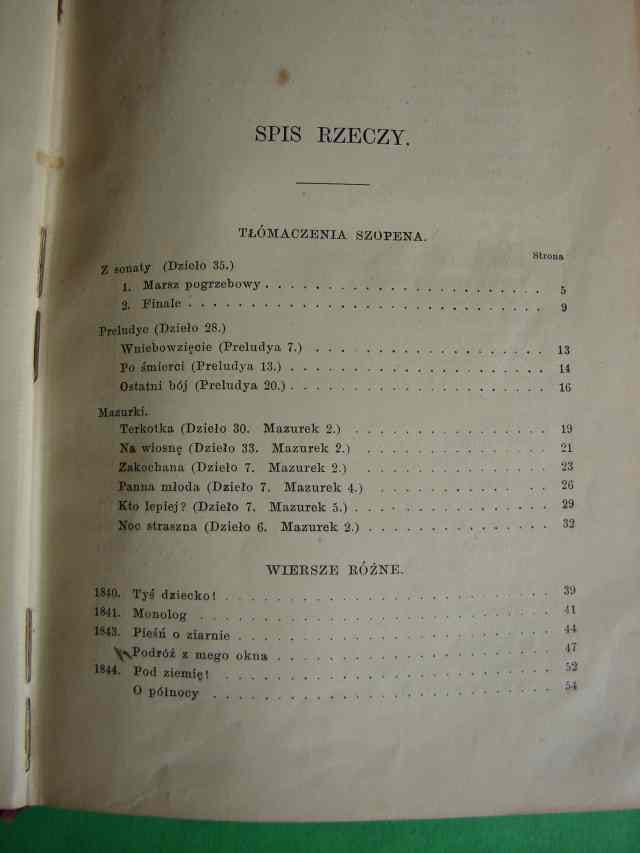 SPIS RZECZY.
TŁÓMACZENIA SZOPENA.
Strona
Z sonaty (Dzieło 35.)
1. Marsz pogrzebowy . . . . . . . . . . . . . . . . . 5
2. Finale . . . . . . . . . . . . . . . . . . . . . . 9
Preludye (Dzieło 28.)
Wniebowzięcie (Preludya 7.) . . . . . . . . . . . . . . 13
Po śmierci (Preludya 13.) . . . . . . . . . . . . . . . 14
Ostatni bój (Preludya 20.) . . . . . . . . . . . . . . . 16
Mazurki.
Terkotka (Dzieło 30. Mazurek 2.) . . . . . . . . . . . 19
Na wiosnę (Dzieło 33. Mazurek 2.) . . . . . . . . . . . 21
Zakochana (Dzieło 7. Mazurek 2.) . . . . . . . . . . . 23
Panna młoda (Dzieło 7. Mazurek 4.) . . . . . . . . . . 26
Kto lepiej? (Dzieło 7. Mazurek 5.) . . . . . . . . . . . 29
Noc straszna (Dzieło 6. Mazurek 2.) . . . . . . . . . . 32
WIERSZE RÓŻNE.
1840. Tyś dziecko! . . . . . . . . . . . . . . . . . . . 39
1841. Monolog . . . . . . . . . . . . . . . . . . . . . 41
1843. Pieśń o ziarnie . . . . . . . . . . . . . . . . . . 44
Podróż z mego okna . . . . . . . . . . . . . . . . 47
1844. Pod ziemię! . . . . . . . . . . . . . . . . . . . 52
O północy . . . . . . . . . . . . . . . . . . . . 54